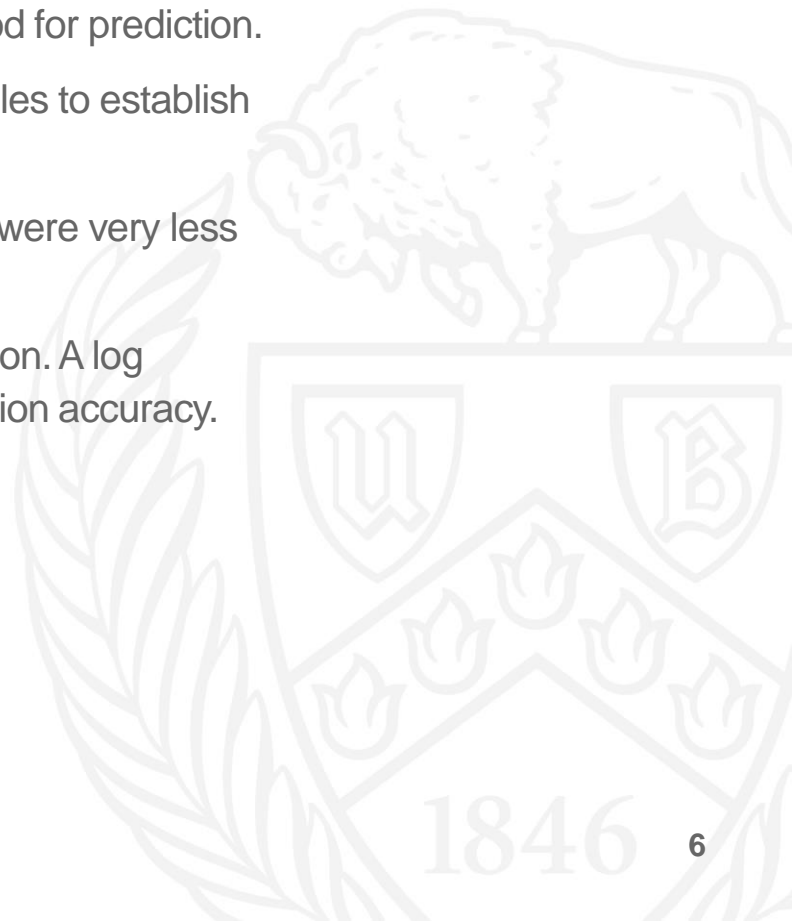 od for prediction.
les to establish
were very less
on. A log
ion accuracy.
U B
1846
6